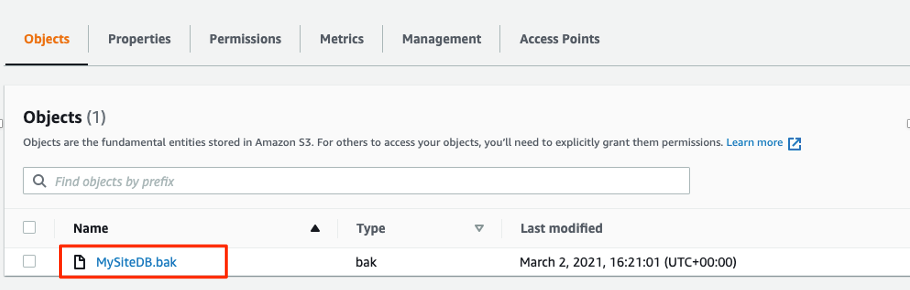 Objects Properties Permissions Metrics Management Access Points
Objects (1)
Objects are the fundamental entities stored in Amazon S3. For others to access your objects, you'll need to explicitly grant them permissions. Learn more
Find objects by prefix
Name Type Last modified
MySiteDB.bak bak March 2, 2021, 16:21:01 (UTC+00:00)